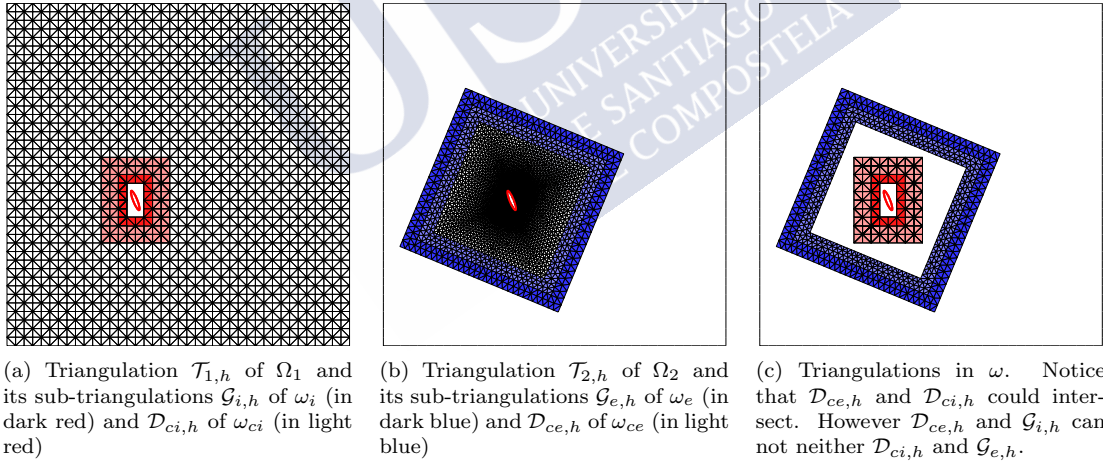 UNIVERSIDA
E SANTIAGO
COMPOSTELA
(a) Triangulation 𝒯1,h of Ω1 and
its sub-triangulations 𝒢i,h of ωi (in
dark red) and 𝒟ci,h of ωci (in light
red)
(b) Triangulation 𝒯2,h of Ω2 and
its sub-triangulations 𝒢e,h of ωe (in
dark blue) and 𝒟ce,h of ωce (in light
blue)
(c) Triangulations in ω. Notice
that 𝒟ce,h and 𝒟ci,h could inter-
sect. However 𝒟ce,h and 𝒢i,h can
not neither 𝒟ci,h and 𝒢e,h.